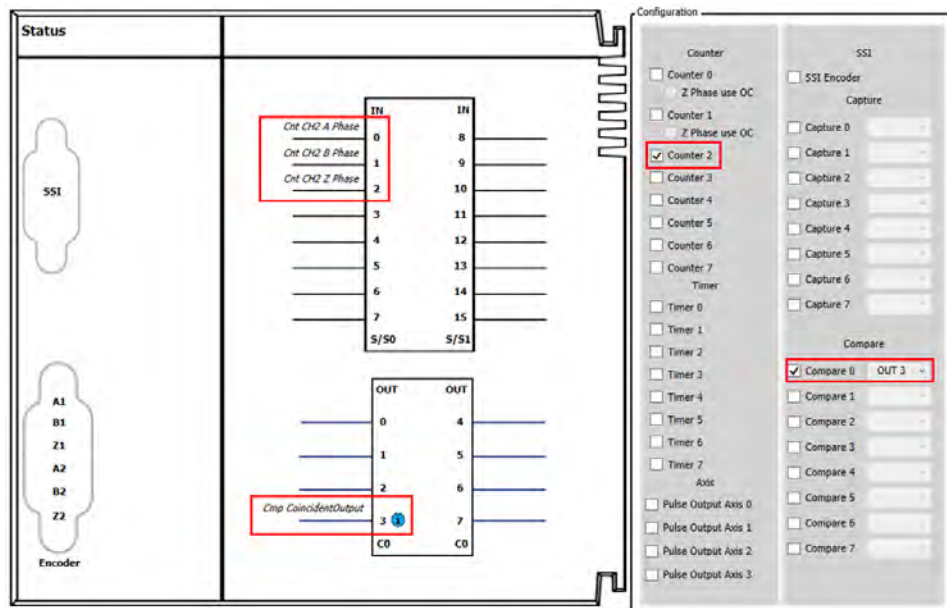 Status
SSI
A1
B1
Z1
A2
B2
Z2
Encoder
IN IN
Cnt CH2 A Phase
0 8
Cnt CH2 B Phase
1 9
Cnt CH2 Z Phase
2 10
3 11
4 12
5 13
6 14
7 15
S/S0 S/S1
OUT OUT
0 4
1 5
2 6
Cmp CoincidentOutput
3 1 7
C0 C0
Configuration
Counter
Counter 0
Z Phase use OC
Counter 1
Z Phase use OC
Counter 2
Counter 3
Counter 4
Counter 5
Counter 6
Counter 7
Timer
Timer 0
Timer 1
Timer 2
Timer 3
Timer 4
Timer 5
Timer 6
Timer 7
Axis
Pulse Output Axis 0
Pulse Output Axis 1
Pulse Output Axis 2
Pulse Output Axis 3
SSI
SSI Encoder
Capture
Capture 0
Capture 1
Capture 2
Capture 3
Capture 4
Capture 5
Capture 6
Capture 7
Compare
Compare 0 OUT 3
Compare 1
Compare 2
Compare 3
Compare 4
Compare 5
Compare 6
Compare 7